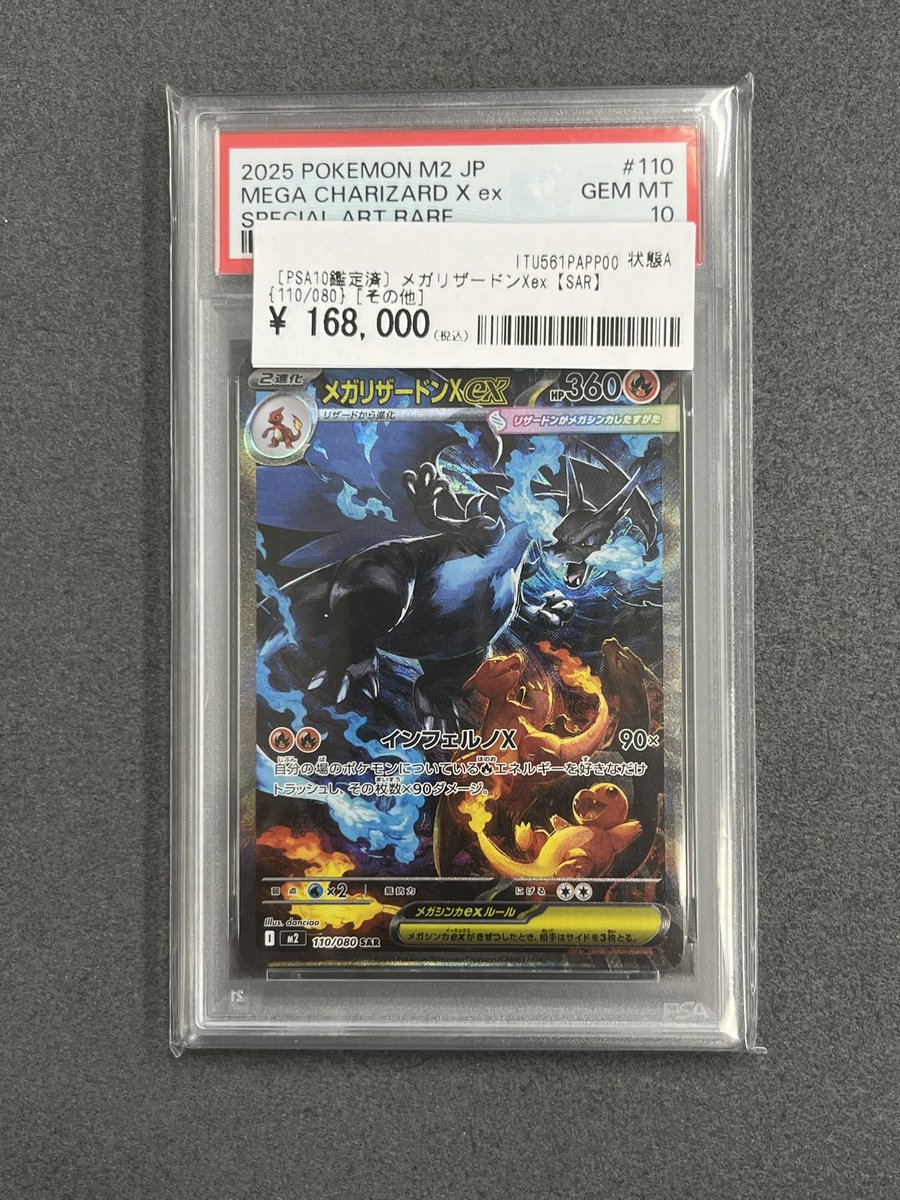 2025 POKEMON M2 JP #110
MEGA CHARIZARD X ex GEM MT
SPECIAL ART RARE 10
ITU561PAPP00 状態A
[PSA10鑑定済] メガリザードンXex【SAR】
{110/080} [その他]
¥ 168,000(税込)
2進化
メガリザードンXex HP360
リザードから進化
リザードンがメガシンカしたすがた
インフェルノX 90×
自分の場のポケモンについているエネルギーを好きなだけ
トラッシュし、その枚数×90ダメージ。
弱点 ×2 抵抗力 にげる
Illus. danciao
メガシンカexルール
I M2 110/080 SAR
メガシンカexがきぜつしたとき、相手はサイドを3枚とる。
PSA